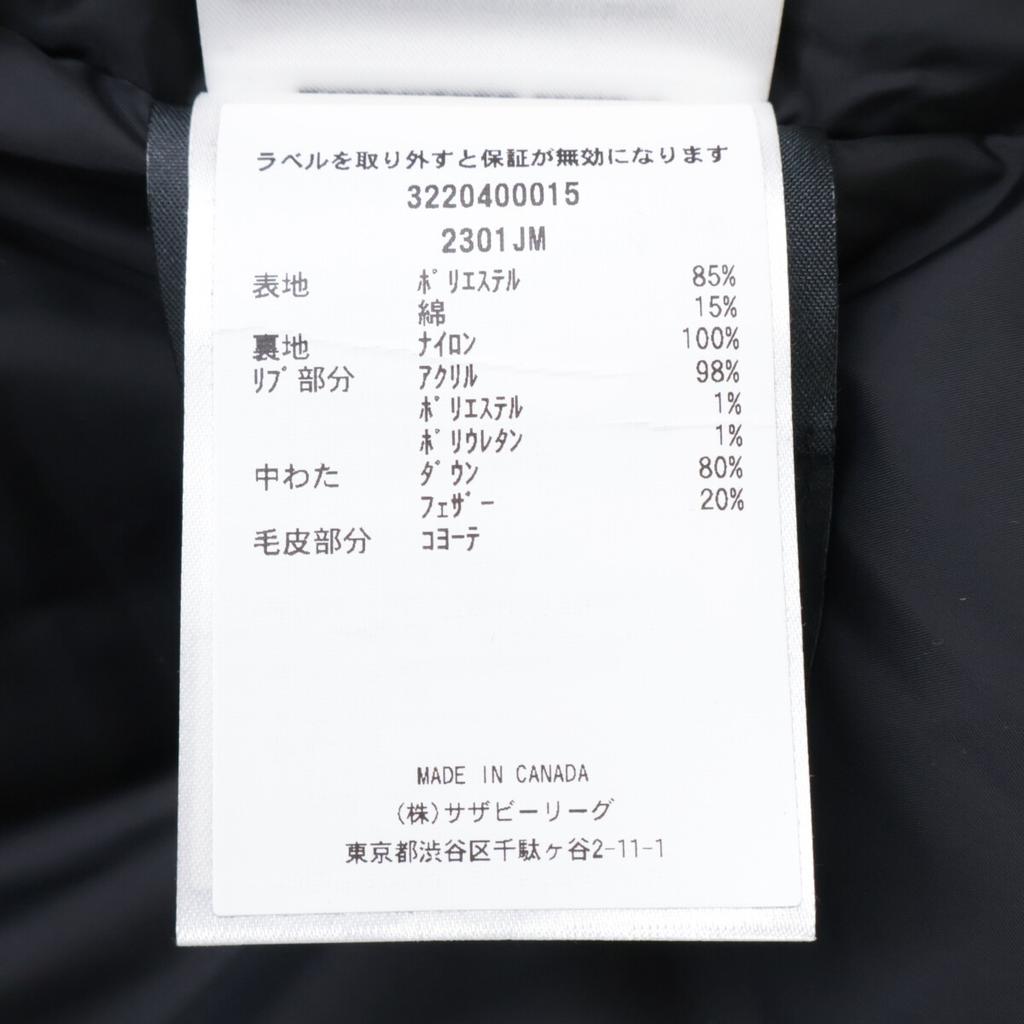 ラベルを取り外すと保証が無効になります
3220400015
2301JM
表地 ポリエステル 85%
綿 15%
裏地 ナイロン 100%
リブ部分 アクリル 98%
ポリエステル 1%
ポリウレタン 1%
中わた ダウン 80%
フェザー 20%
毛皮部分 コヨーテ
MADE IN CANADA
(株)サザビーリーグ
東京都渋谷区千駄ヶ谷2-11-1